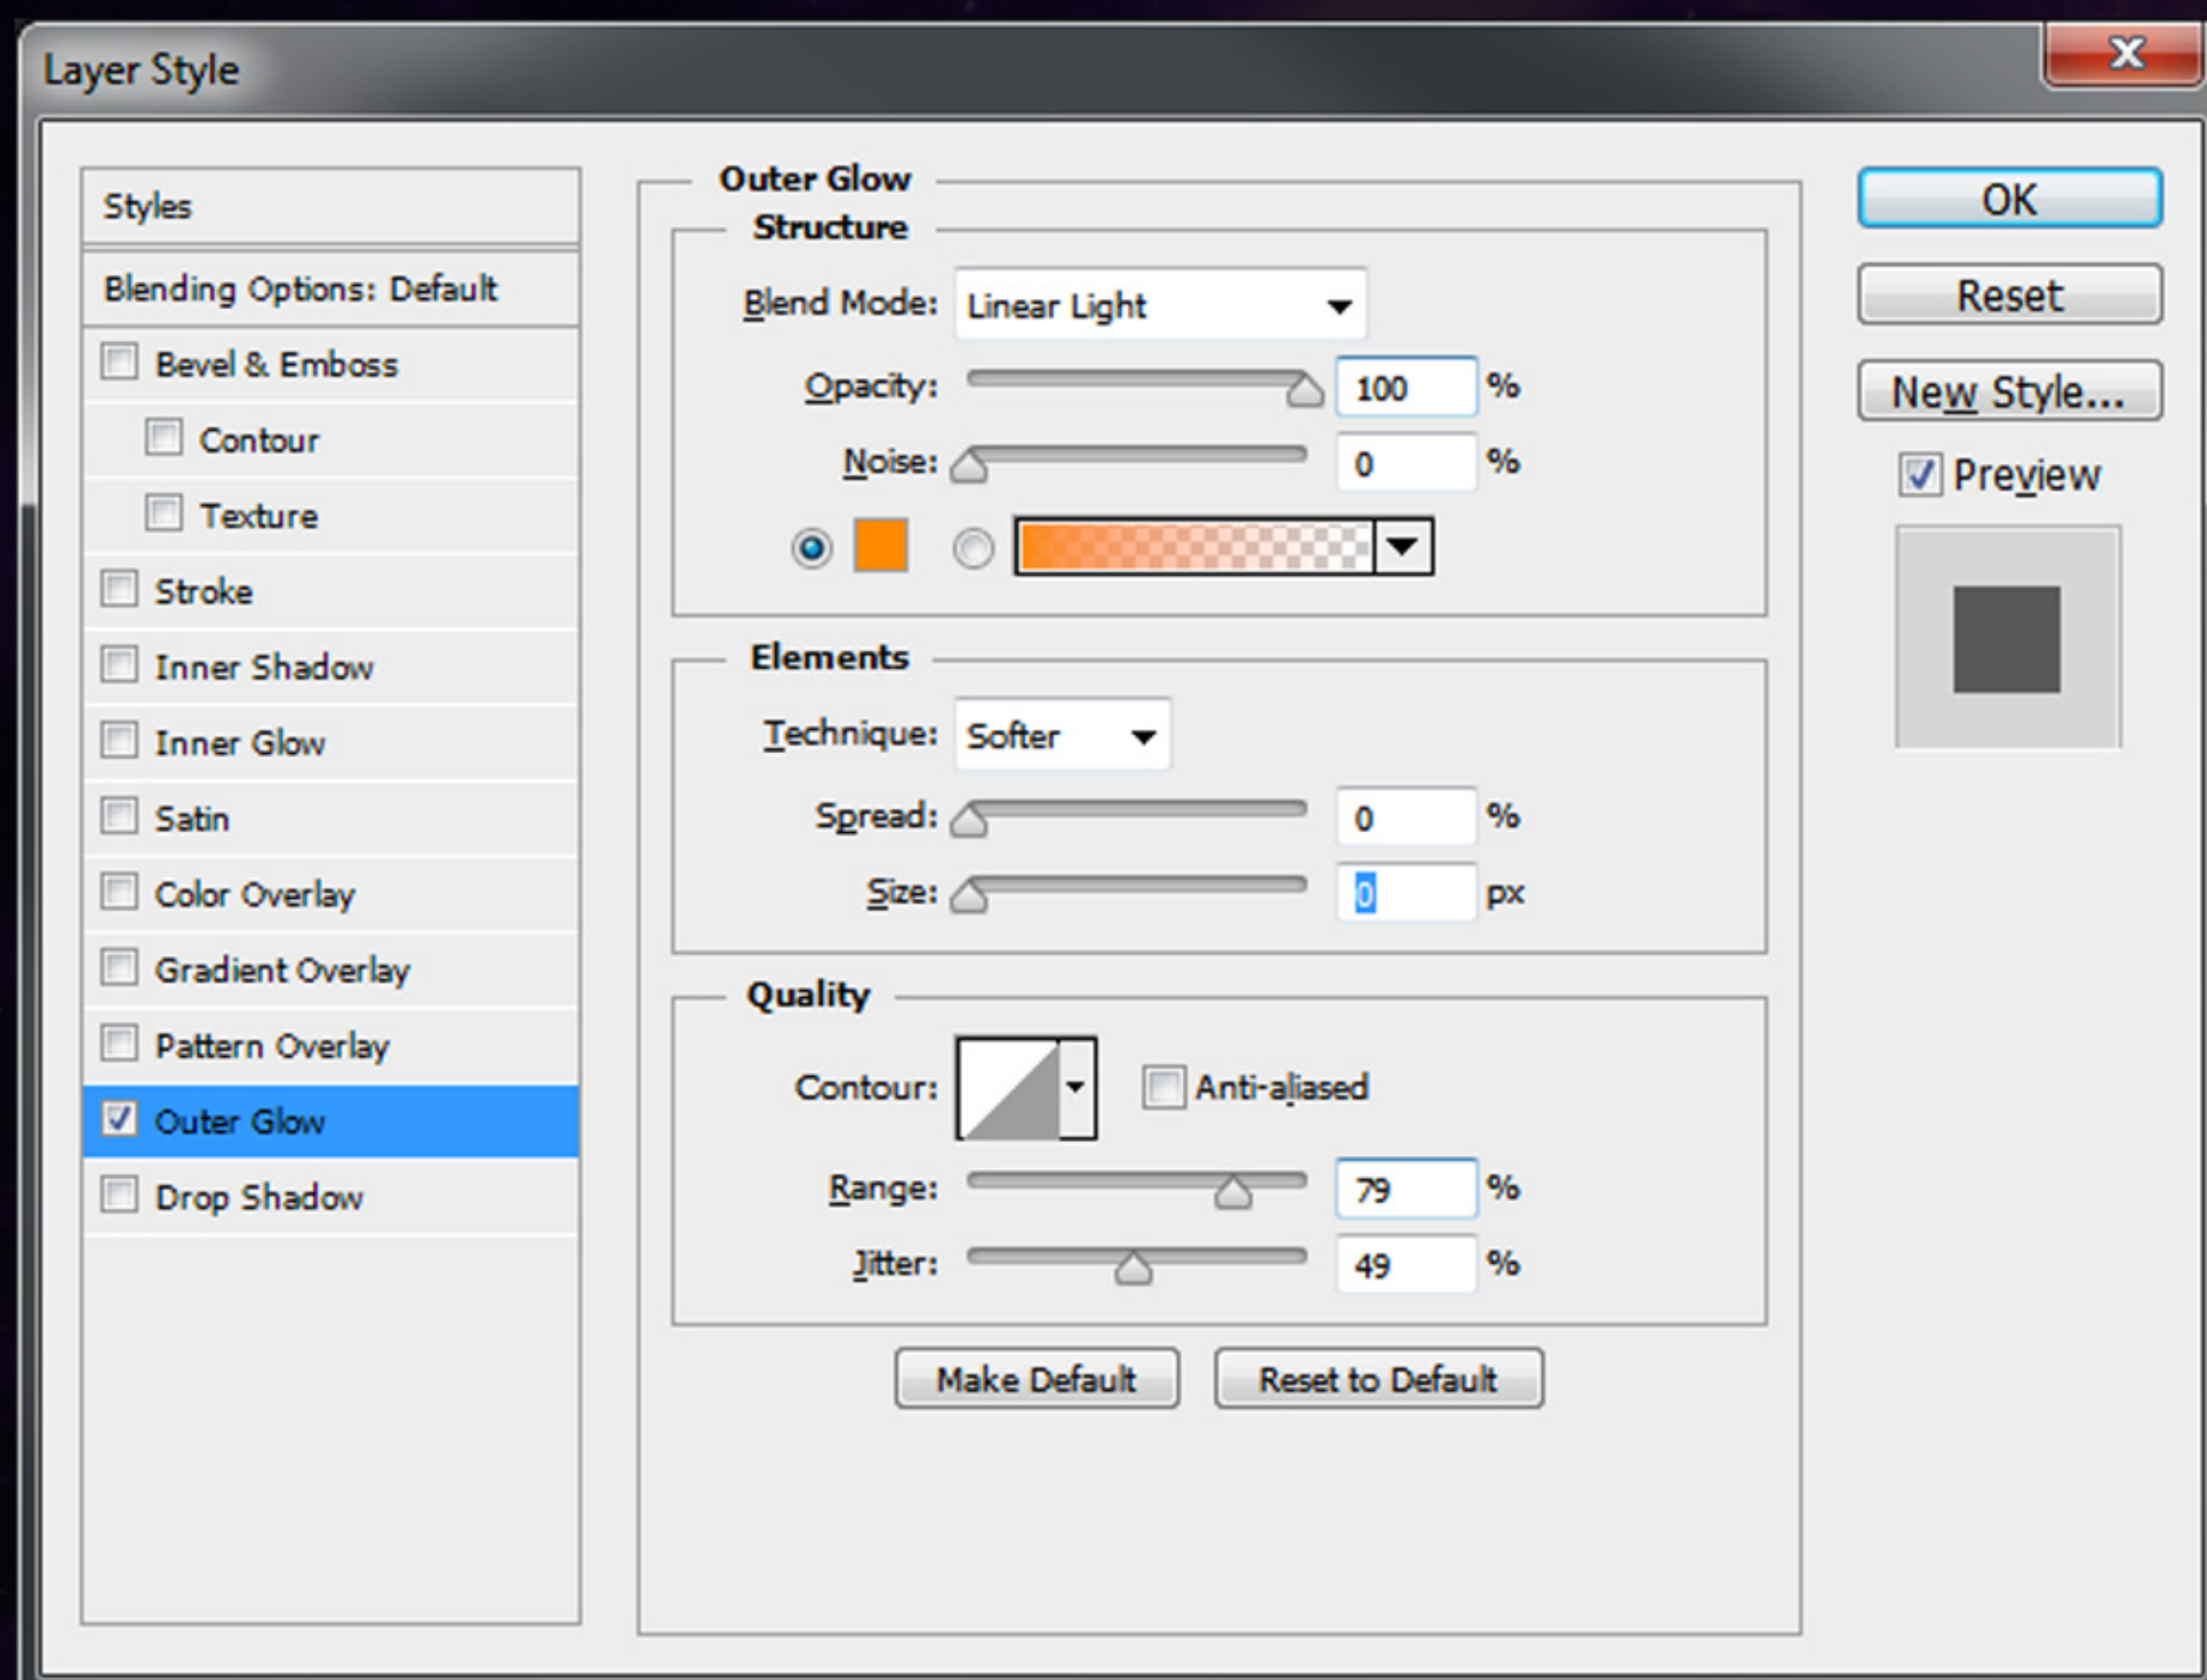 Layer Style
Styles
Blending Options: Default
Bevel & Emboss
Contour
Texture
Stroke
Inner Shadow
Inner Glow
Satin
Color Overlay
Gradient Overlay
Pattern Overlay
Outer Glow
Drop Shadow
Outer Glow
Structure
Blend Mode: Linear Light
Opacity: 100 %
Noise: 0 %
Elements
Technique: Softer
Spread: 0 %
Size: 0 px
Quality
Contour: Anti-aliased
Range: 79 %
Jitter: 49 %
Make Default Reset to Default
OK
Reset
New Style...
Preview